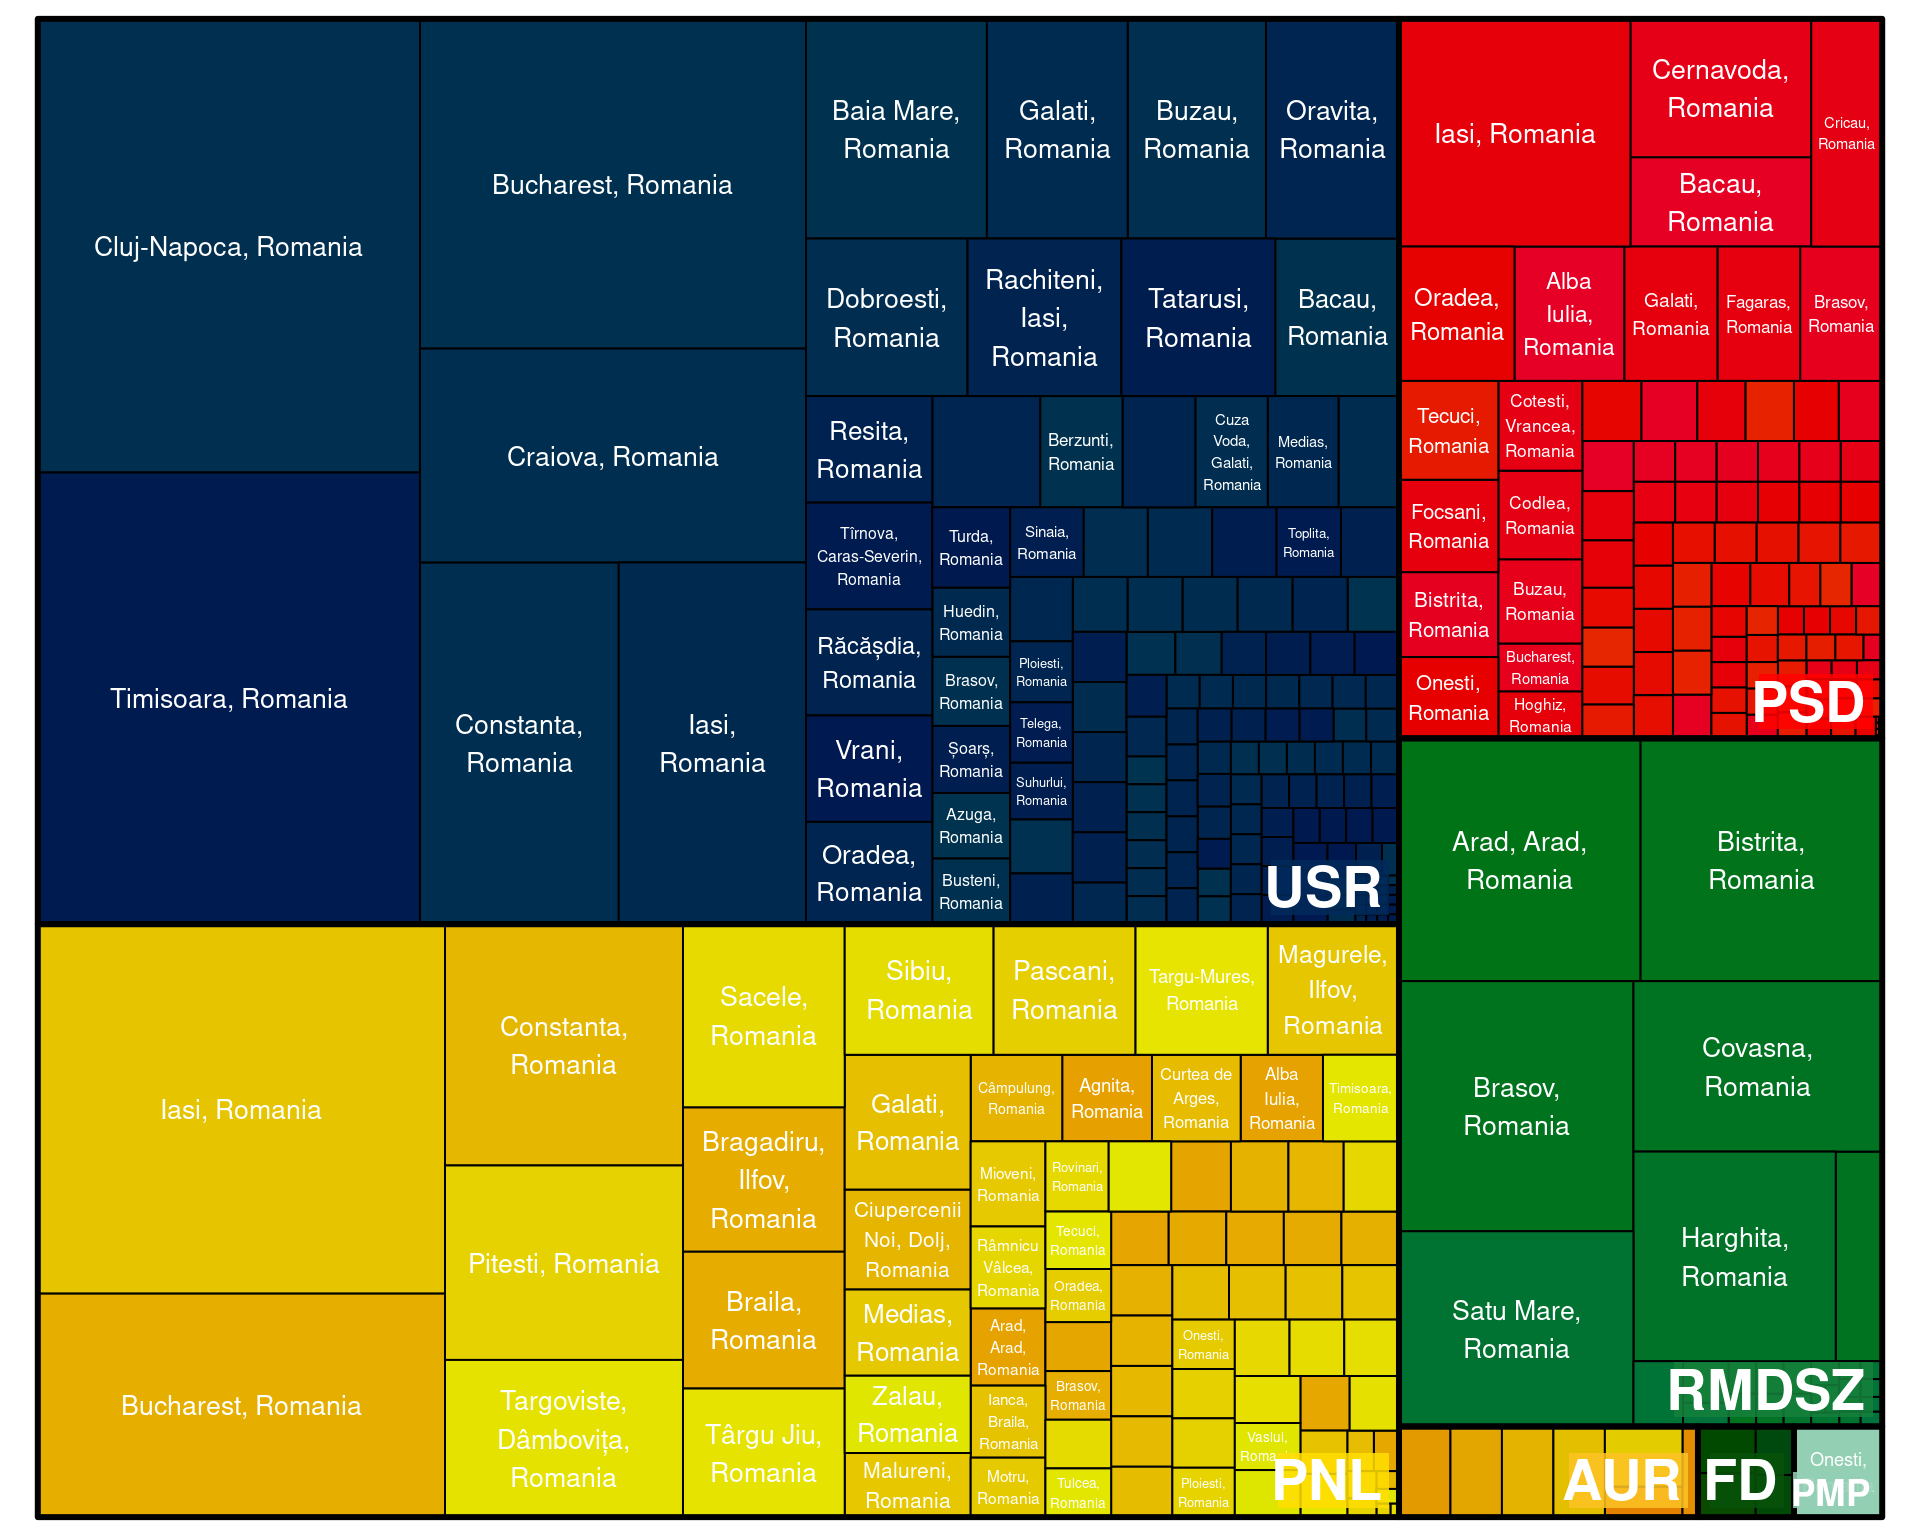 Cluj-Napoca, Romania
Timisoara, Romania
Bucharest, Romania
Craiova, Romania
Constanta,
Romania
Iasi,
Romania
Baia Mare,
Romania
Galati,
Romania
Buzau,
Romania
Oravita,
Romania
Dobroesti,
Romania
Rachiteni,
Iasi,
Romania
Tatarusi,
Romania
Bacau,
Romania
Resita,
Romania
Tîrnova,
Caras-Severin,
Romania
Răcășdia,
Romania
Vrani,
Romania
Oradea,
Romania
Berzunti,
Romania
Cuza
Voda,
Galati,
Romania
Medias,
Romania
Turda,
Romania
Huedin,
Romania
Brasov,
Romania
Șoarș,
Romania
Azuga,
Romania
Busteni,
Romania
Sinaia,
Romania
Toplita,
Romania
Ploiesti,
Romania
Telega,
Romania
Suhurlui,
Romania
USR
Iasi, Romania
Cernavoda,
Romania
Bacau,
Romania
Cricau,
Romania
Oradea,
Romania
Alba
Iulia,
Romania
Galati,
Romania
Fagaras,
Romania
Brasov,
Romania
Tecuci,
Romania
Focsani,
Romania
Bistrita,
Romania
Onesti,
Romania
Cotesti,
Vrancea,
Romania
Codlea,
Romania
Buzau,
Romania
Bucharest,
Romania
Hoghiz,
Romania
PSD
Iasi, Romania
Bucharest, Romania
Constanta,
Romania
Pitesti, Romania
Targoviste,
Dâmbovița,
Romania
Sacele,
Romania
Bragadiru,
Ilfov,
Romania
Braila,
Romania
Târgu Jiu,
Romania
Sibiu,
Romania
Pascani,
Romania
Targu-Mures,
Romania
Magurele,
Ilfov,
Romania
Galati,
Romania
Ciupercenii
Noi, Dolj,
Romania
Medias,
Romania
Zalau,
Romania
Malureni,
Romania
Câmpulung,
Romania
Agnita,
Romania
Curtea de
Arges,
Romania
Alba
Iulia,
Romania
Timisoara,
Romania
Mioveni,
Romania
Râmnicu
Vâlcea,
Romania
Arad,
Arad,
Romania
Ianca,
Braila,
Romania
Motru,
Romania
Rovinari,
Romania
Tecuci,
Romania
Oradea,
Romania
Brasov,
Romania
Tulcea,
Romania
Onesti,
Romania
Ploiesti,
Romania
Vaslui,
Romania
PNL
Arad, Arad,
Romania
Bistrita,
Romania
Brasov,
Romania
Satu Mare,
Romania
Covasna,
Romania
Harghita,
Romania
RMDSZ
AUR
FD
Onesti,
PMP